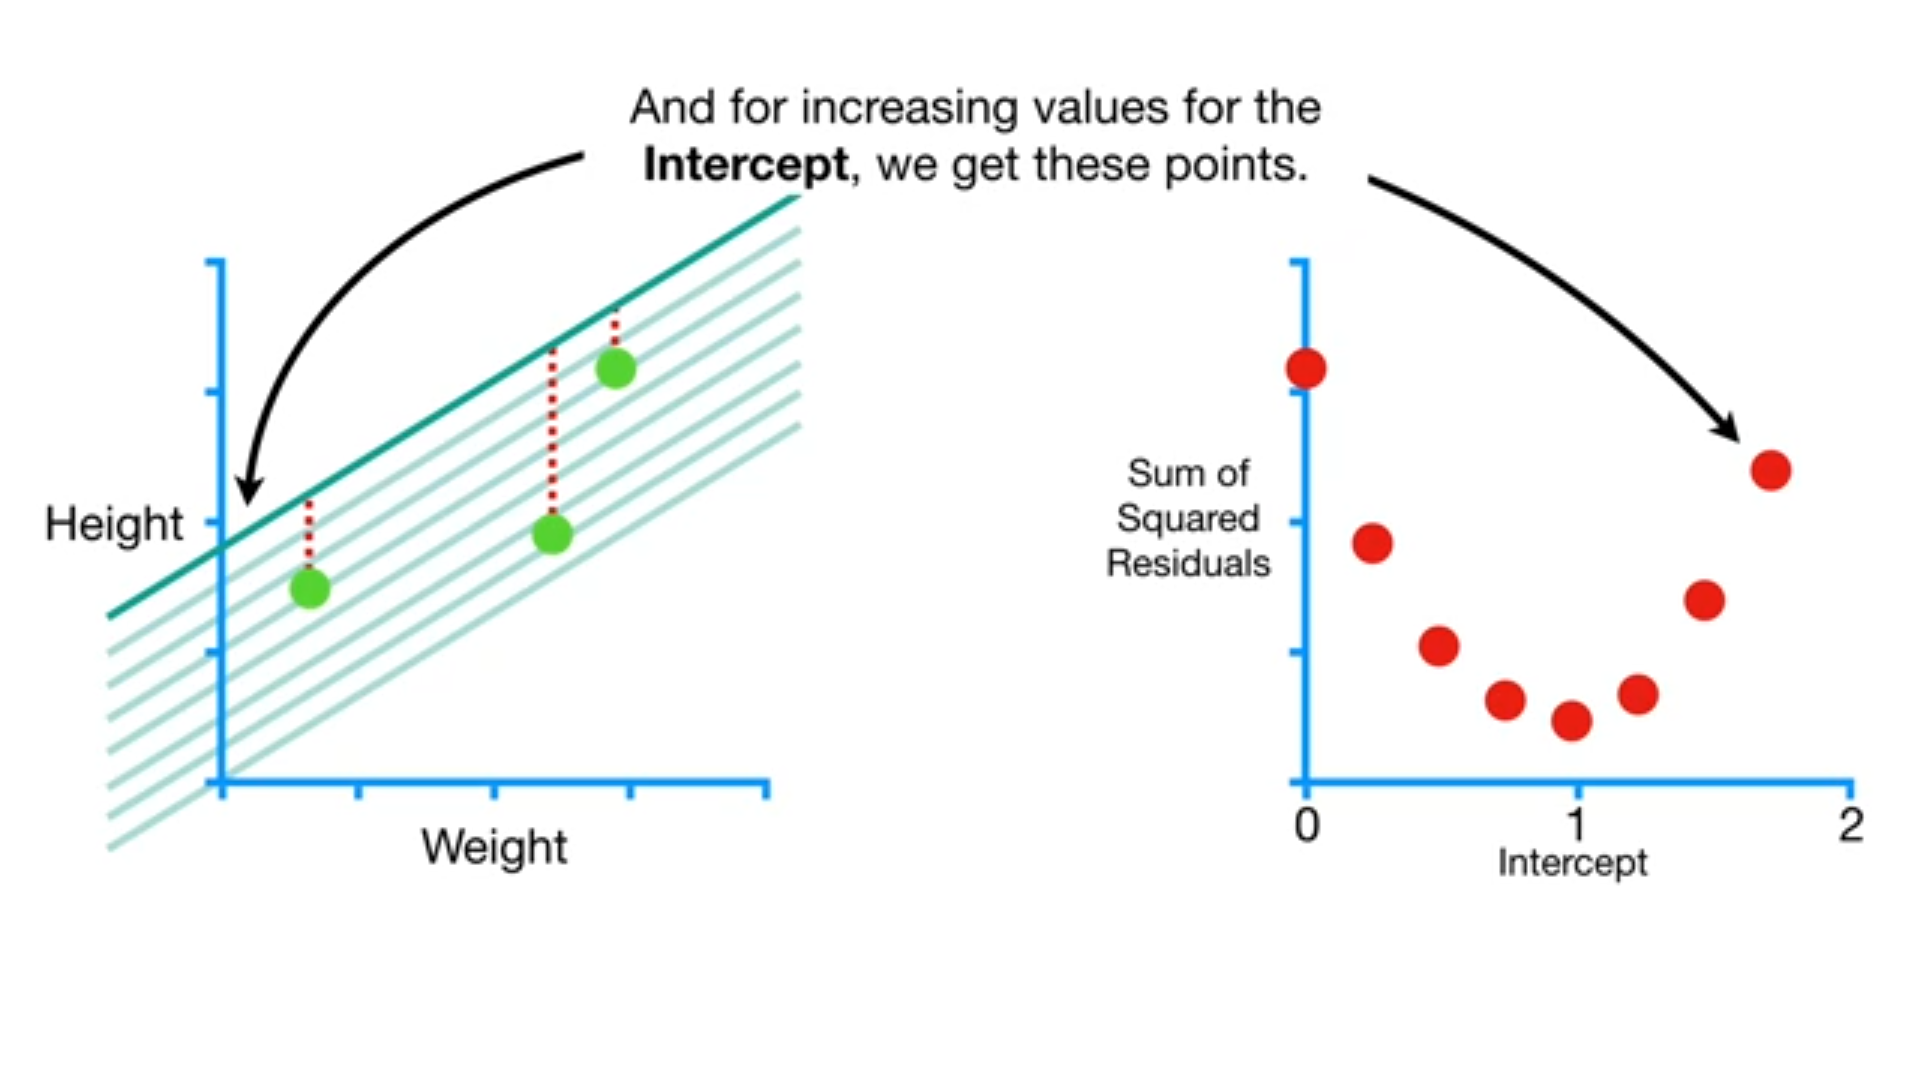 And for increasing values for the
Intercept, we get these points.
Height
Weight
Sum of
Squared
Residuals
0
1
2
Intercept